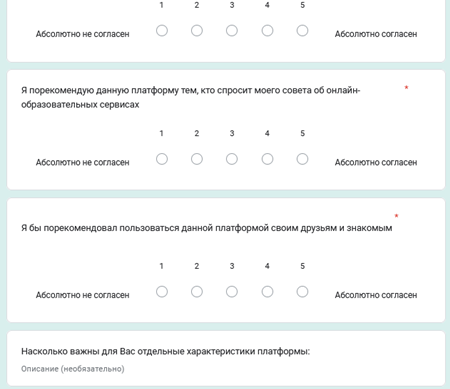 1 2 3 4 5
Абсолютно не согласен Абсолютно согласен
Я порекомендую данную платформу тем, кто спросит моего совета об онлайн- *
образовательных сервисах
1 2 3 4 5
Абсолютно не согласен Абсолютно согласен
Я бы порекомендовал пользоваться данной платформой своим друзьям и знакомым *
1 2 3 4 5
Абсолютно не согласен Абсолютно согласен
Насколько важны для Вас отдельные характеристики платформы:
Описание (необязательно)